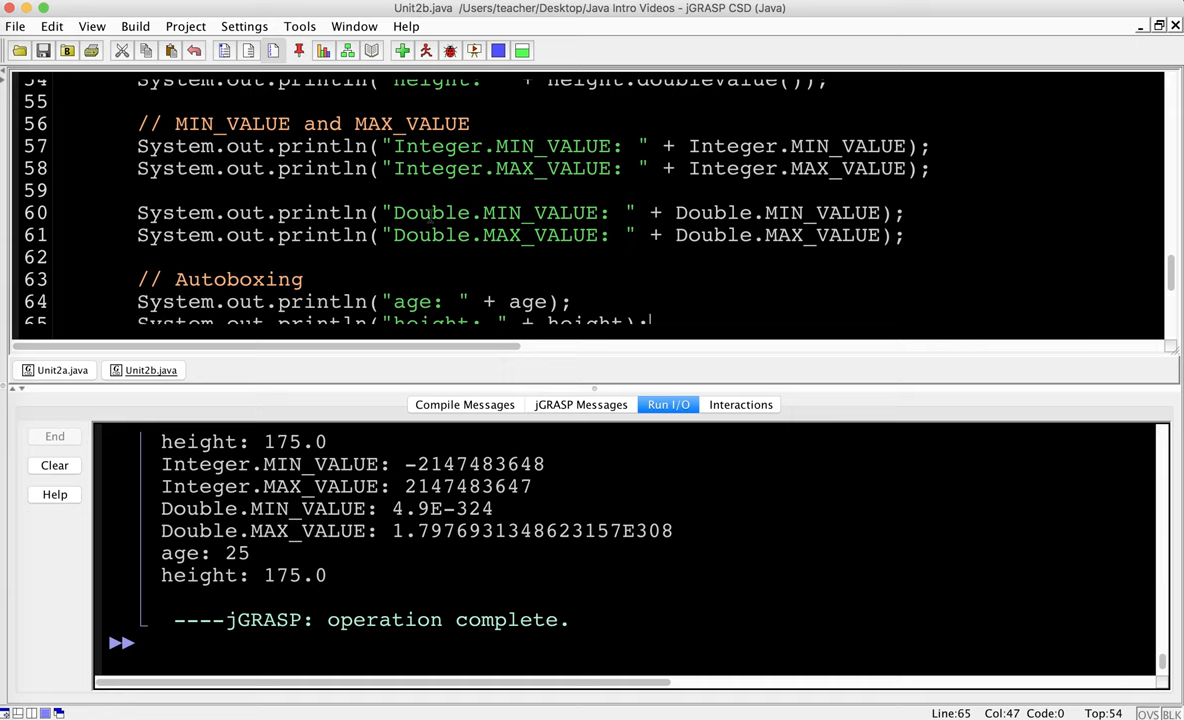 Unit2b.java /Users/teacher/Desktop/Java Intro Videos - jGRASP CSD (Java)
File Edit View Build Project Settings Tools Window Help
54 System.out.println("height: " + height.doubleValue());
55
56 // MIN_VALUE and MAX_VALUE
57 System.out.println("Integer.MIN_VALUE: " + Integer.MIN_VALUE);
58 System.out.println("Integer.MAX_VALUE: " + Integer.MAX_VALUE);
59
60 System.out.println("Double.MIN_VALUE: " + Double.MIN_VALUE);
61 System.out.println("Double.MAX_VALUE: " + Double.MAX_VALUE);
62
63 // Autoboxing
64 System.out.println("age: " + age);
65 System.out.println("height: " + height);
Unit2a.java Unit2b.java
Compile Messages jGRASP Messages Run I/O Interactions
End
Clear
Help
height: 175.0
Integer.MIN_VALUE: -2147483648
Integer.MAX_VALUE: 2147483647
Double.MIN_VALUE: 4.9E-324
Double.MAX_VALUE: 1.7976931348623157E308
age: 25
height: 175.0
----jGRASP: operation complete.
Line:65 Col:47 Code:0 Top:54 OVS BLK